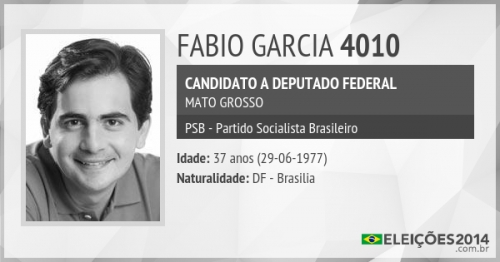 FABIO GARCIA 4010
CANDIDATO A DEPUTADO FEDERAL
MATO GROSSO
PSB - Partido Socialista Brasileiro
Idade: 37 anos (29-06-1977)
Naturalidade: DF - Brasilia
ELEIÇÕES2014
.com.br